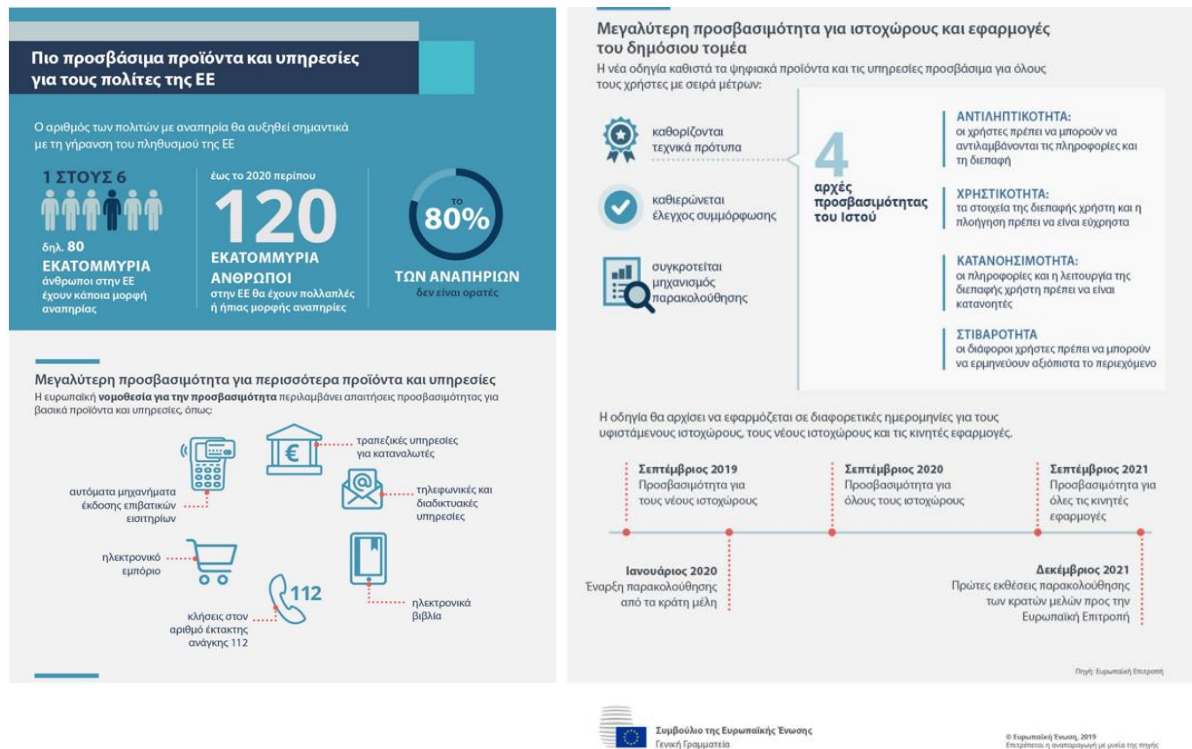 Πιο προσβάσιμα προϊόντα και υπηρεσίες
για τους πολίτες της ΕΕ
Ο αριθμός των πολιτών με αναπηρία θα αυξηθεί σημαντικά
με τη γήρανση του πληθυσμού της ΕΕ
1 ΣΤΟΥΣ 6
δηλ. 80
ΕΚΑΤΟΜΜΥΡΙΑ
άνθρωποι στην ΕΕ
έχουν κάποια μορφή
αναπηρίας
έως το 2020 περίπου
120
ΕΚΑΤΟΜΜΥΡΙΑ
ΑΝΘΡΩΠΟΙ
στην ΕΕ θα έχουν πολλαπλές
ή ήπιας μορφής αναπηρίες
το
80%
ΤΩΝ ΑΝΑΠΗΡΙΩΝ
δεν είναι ορατές
Μεγαλύτερη προσβασιμότητα για περισσότερα προϊόντα και υπηρεσίες
Η ευρωπαϊκή νομοθεσία για την προσβασιμότητα περιλαμβάνει απαιτήσεις προσβασιμότητας για
βασικά προϊόντα και υπηρεσίες, όπως:
τραπεζικές υπηρεσίες
για καταναλωτές
αυτόματα μηχανήματα
έκδοσης επιβατικών
εισιτηρίων
τηλεφωνικές και
διαδικτυακές
υπηρεσίες
ηλεκτρονικό
εμπόριο
112
κλήσεις στον
αριθμό έκτακτης
ανάγκης 112
ηλεκτρονικά
βιβλία
Μεγαλύτερη προσβασιμότητα για ιστοχώρους και εφαρμογές
του δημόσιου τομέα
Η νέα οδηγία καθιστά τα ψηφιακά προϊόντα και τις υπηρεσίες προσβάσιμα για όλους
τους χρήστες με σειρά μέτρων:
καθορίζονται
τεχνικά πρότυπα
καθιερώνεται
έλεγχος συμμόρφωσης
συγκροτείται
μηχανισμός
παρακολούθησης
4
αρχές
προσβασιμότητας
του Ιστού
ΑΝΤΙΛΗΠΤΙΚΟΤΗΤΑ:
οι χρήστες πρέπει να μπορούν να
αντιλαμβάνονται τις πληροφορίες και
τη διεπαφή
ΧΡΗΣΤΙΚΟΤΗΤΑ:
τα στοιχεία της διεπαφής χρήστη και η
πλοήγηση πρέπει να είναι εύχρηστα
ΚΑΤΑΝΟΗΣΙΜΟΤΗΤΑ:
οι πληροφορίες και η λειτουργία της
διεπαφής χρήστη πρέπει να είναι
κατανοητές
ΣΤΙΒΑΡΟΤΗΤΑ
οι διάφοροι χρήστες πρέπει να μπορούν
να ερμηνεύουν αξιόπιστα το περιεχόμενο
Η οδηγία θα αρχίσει να εφαρμόζεται σε διαφορετικές ημερομηνίες για τους
υφιστάμενους ιστοχώρους, τους νέους ιστοχώρους και τις κινητές εφαρμογές.
Σεπτέμβριος 2019
Προσβασιμότητα για
τους νέους ιστοχώρους
Σεπτέμβριος 2020
Προσβασιμότητα για
όλους τους ιστοχώρους
Σεπτέμβριος 2021
Προσβασιμότητα για
όλες τις κινητές
εφαρμογές
Ιανουάριος 2020
Έναρξη παρακολούθησης
από τα κράτη μέλη
Δεκέμβριος 2021
Πρώτες εκθέσεις παρακολούθησης
των κρατών μελών προς την
Ευρωπαϊκή Επιτροπή
Πηγή: Ευρωπαϊκή Επιτροπή
Συμβούλιο της Ευρωπαϊκής Ένωσης
Γενική Γραμματεία
© Ευρωπαϊκή Ένωση, 2019
Επιτρέπεται η αναπαραγωγή με μνεία της πηγής